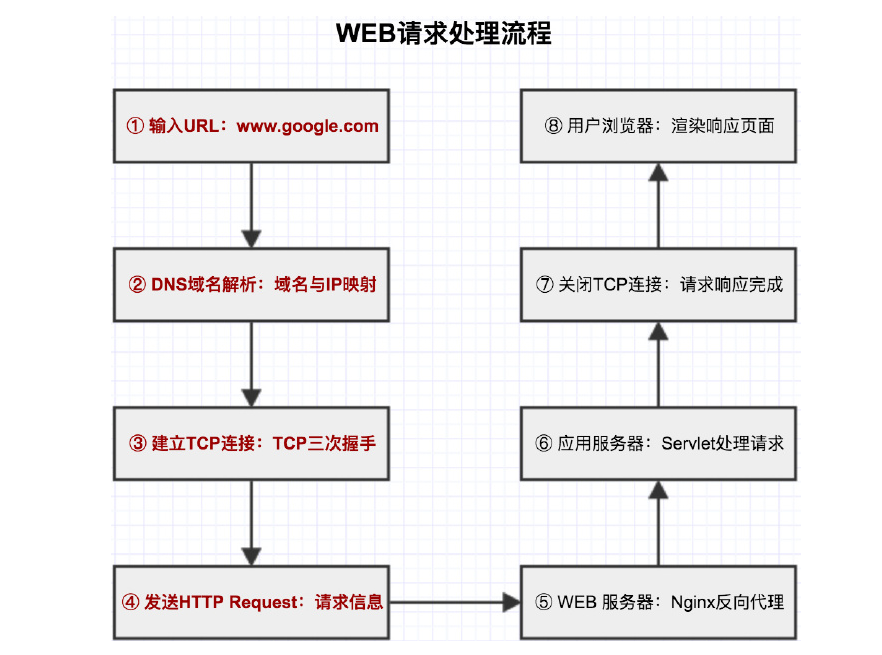 WEB请求处理流程
① 输入URL：www.google.com
② DNS域名解析：域名与IP映射
③ 建立TCP连接：TCP三次握手
④ 发送HTTP Request：请求信息
⑤ WEB 服务器：Nginx反向代理
⑥ 应用服务器：Servlet处理请求
⑦ 关闭TCP连接：请求响应完成
⑧ 用户浏览器：渲染响应页面